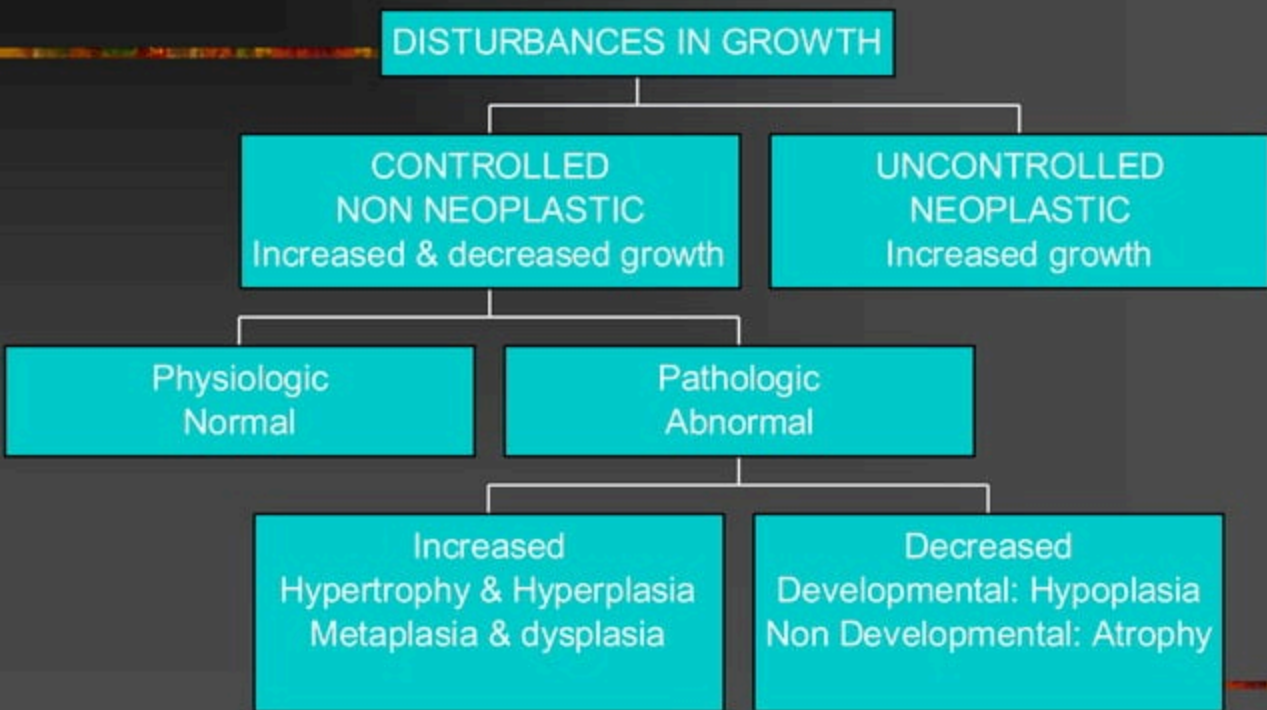 DISTURBANCES IN GROWTH
CONTROLLED
NON NEOPLASTIC
Increased & decreased growth
UNCONTROLLED
NEOPLASTIC
Increased growth
Physiologic
Normal
Pathologic
Abnormal
Increased
Hypertrophy & Hyperplasia
Metaplasia & dysplasia
Decreased
Developmental: Hypoplasia
Non Developmental: Atrophy